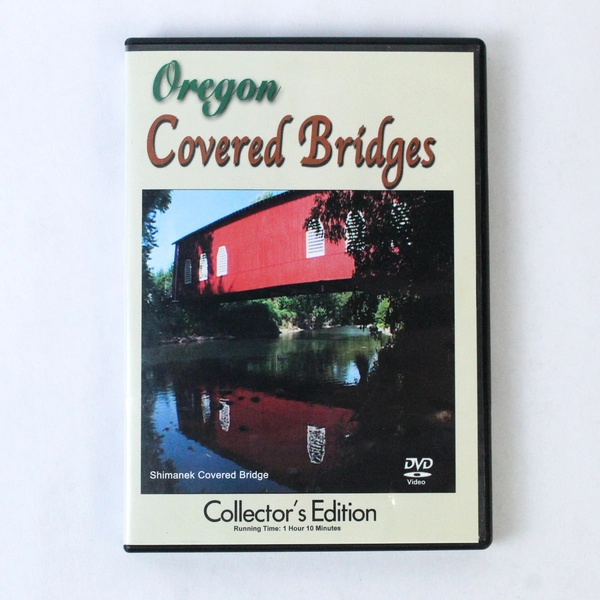 Oregon
Covered Bridges
Shimanek Covered Bridge
DVD
Video
Collector's Edition
Running Time: 1 Hour 10 Minutes